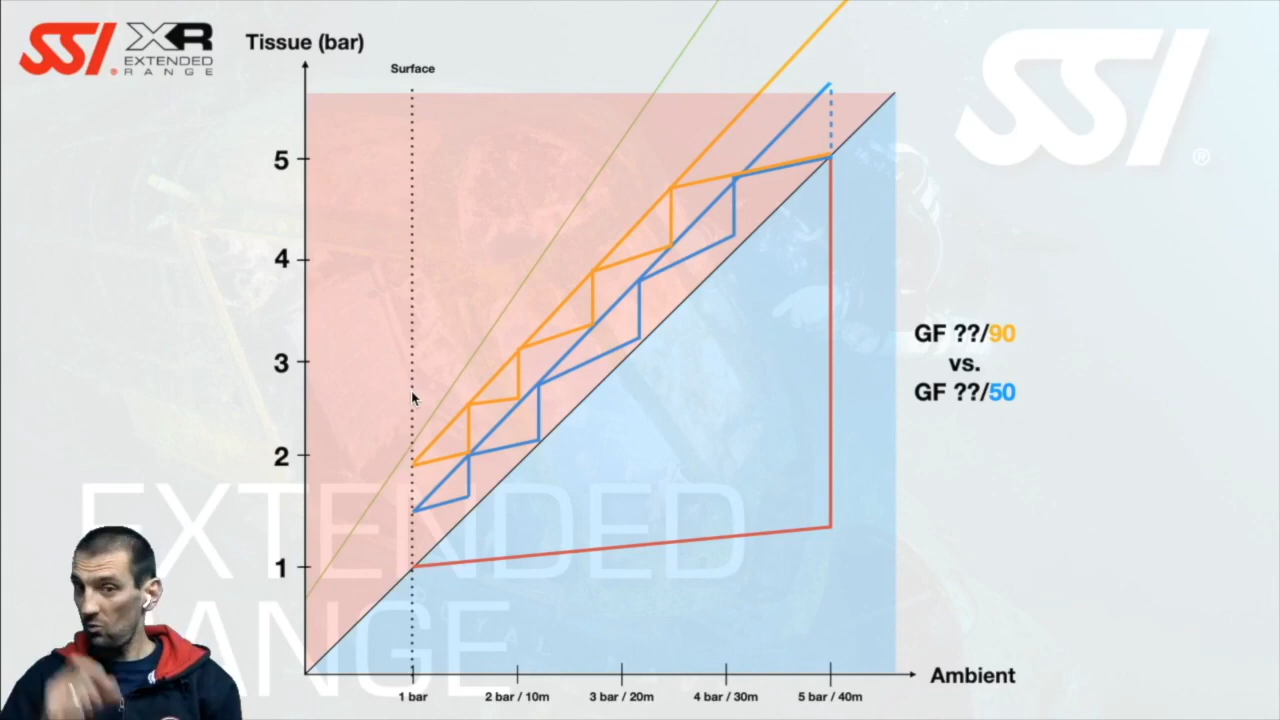 SSI ®
XR
EXTENDED
RANGE
Tissue (bar)
Surface
SSI ®
5
4
3
2
1
GF ??/90
vs.
GF ??/50
EXTENDED
RANGE
1 bar
2 bar / 10m
3 bar / 20m
4 bar / 30m
5 bar / 40m
Ambient